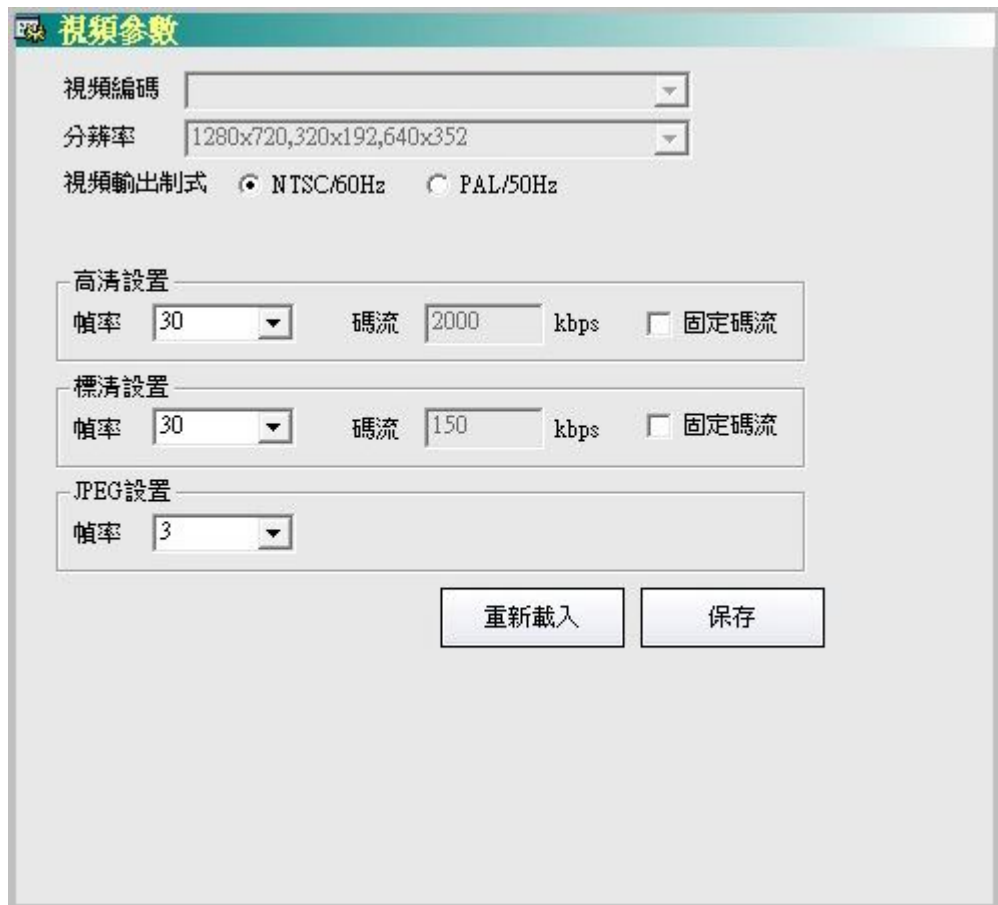 視頻參數
視頻編碼
分辨率 1280x720,320x192,640x352
視頻輸出制式 NTSC/60Hz PAL/50Hz
高清設置
幀率 30 碼流 2000 kbps 固定碼流
標清設置
幀率 30 碼流 150 kbps 固定碼流
JPEG設置
幀率 3
重新載入 保存